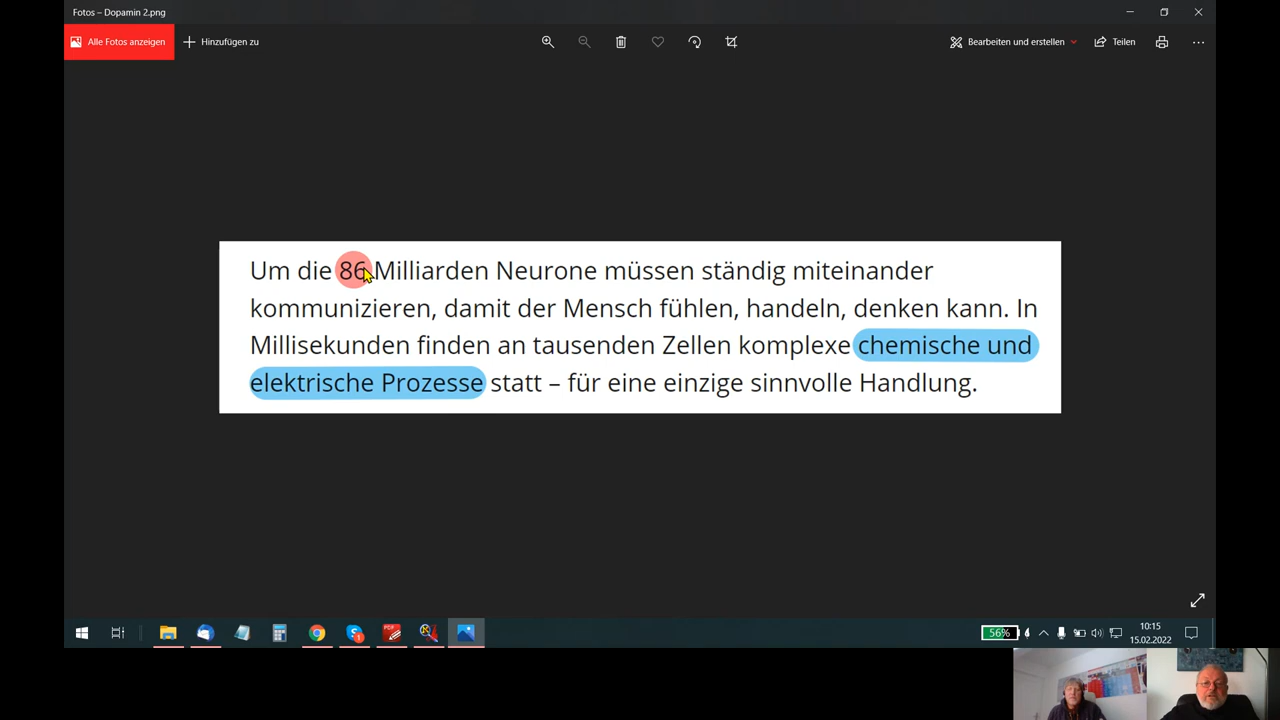 Fotos – Dopamin 2.png
Alle Fotos anzeigen
Hinzufügen zu
Bearbeiten und erstellen
Teilen
Um die 86 Milliarden Neurone müssen ständig miteinander
kommunizieren, damit der Mensch fühlen, handeln, denken kann. In
Millisekunden finden an tausenden Zellen komplexe chemische und
elektrische Prozesse statt – für eine einzige sinnvolle Handlung.
56%
10:15
15.02.2022